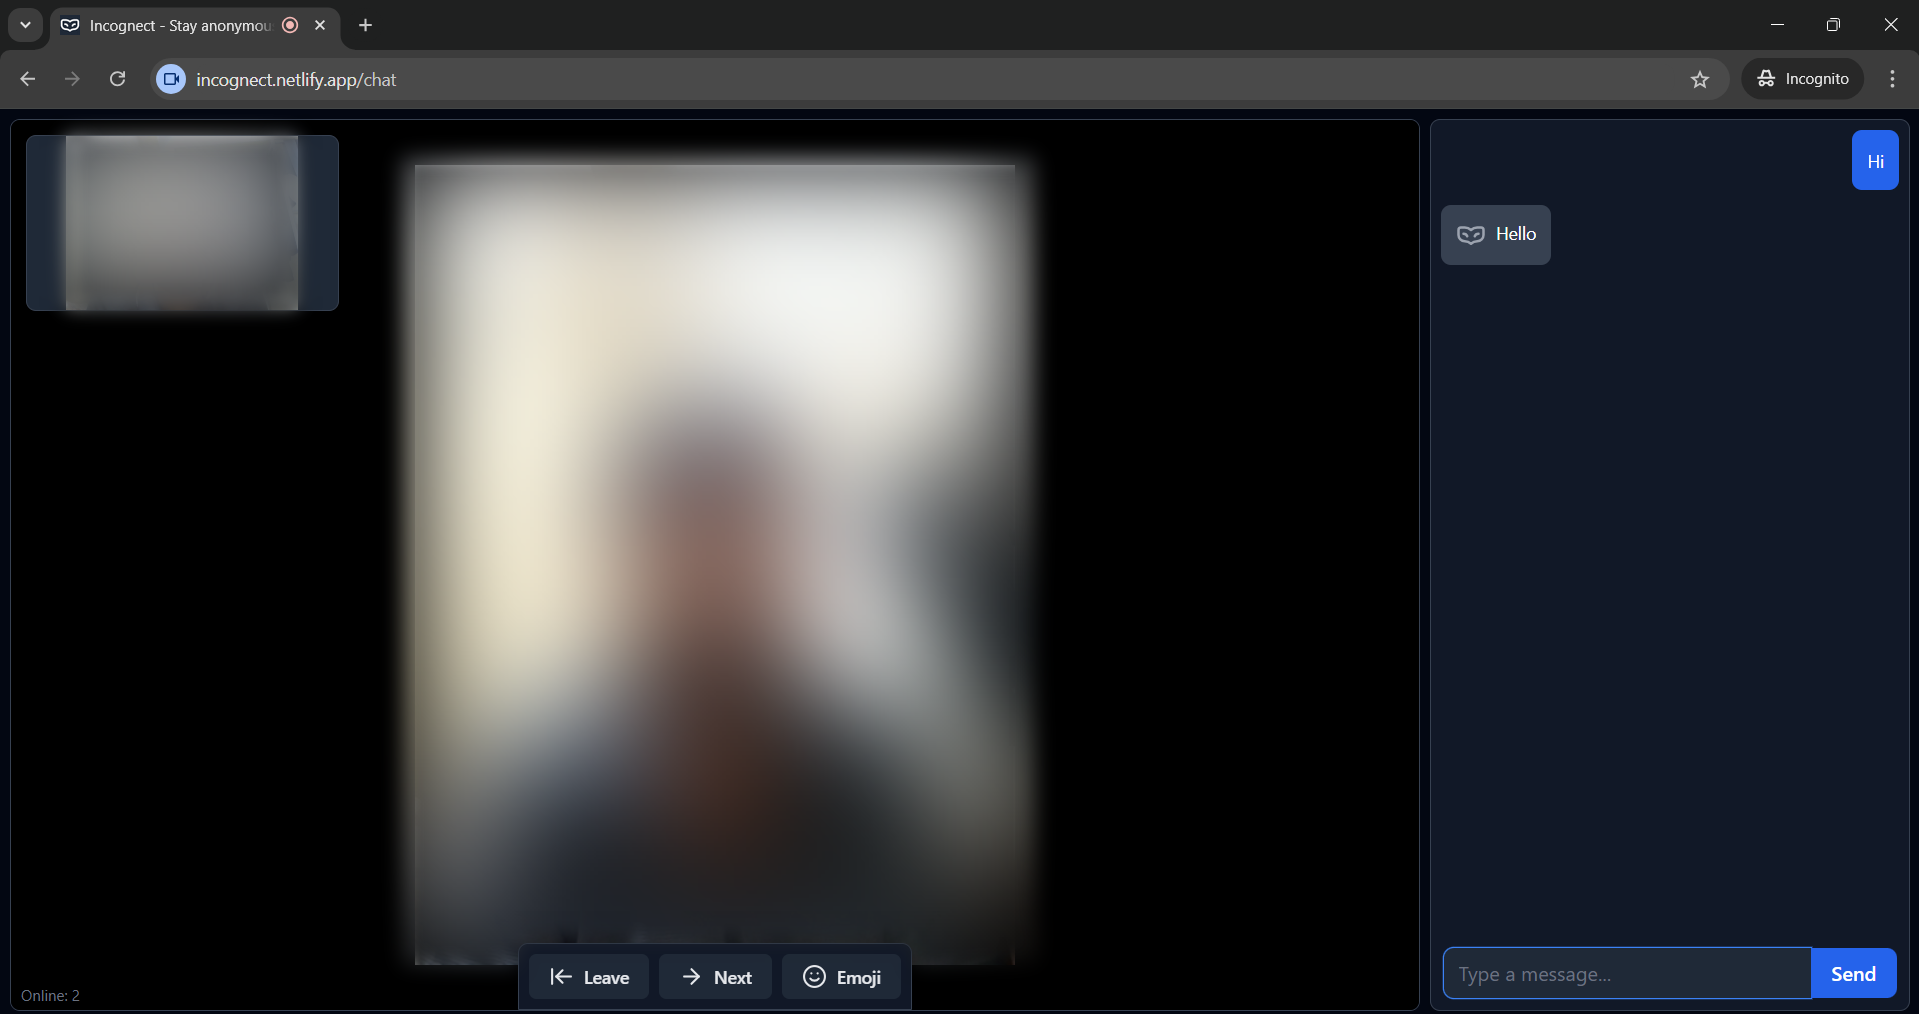 Incognect - Stay anonymou
incognect.netlify.app/chat
Incognito
Hi
Hello
Leave
Next
Emoji
Online: 2
Type a message...
Send